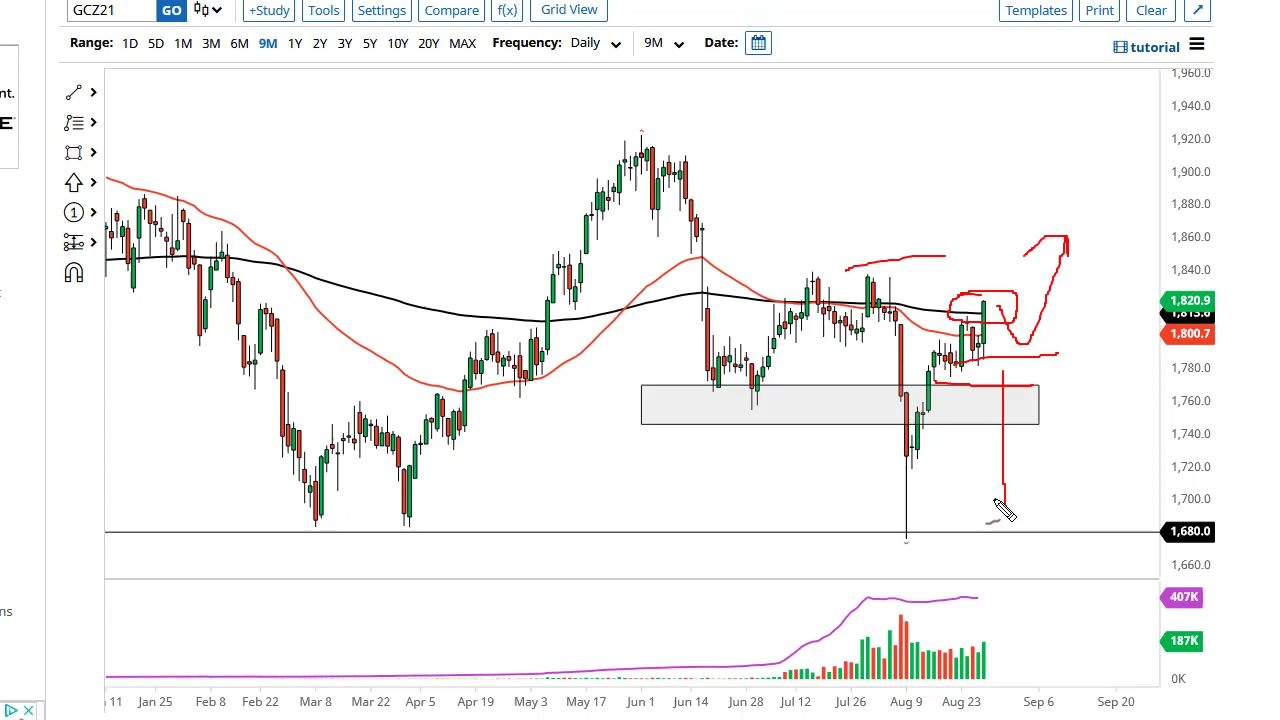 GCZ21 GO +Study Tools Settings Compare f(x) Grid View Templates Print Clear
Range: 1D 5D 1M 3M 6M 9M 1Y 2Y 3Y 5Y 10Y 20Y MAX Frequency: Daily 9M Date: tutorial
nt.
E
1,960.0
1,940.0
1,920.0
1,900.0
1,880.0
1,860.0
1,840.0
1,820.9
1,800.7
1,780.0
1,760.0
1,740.0
1,720.0
1,700.0
1,680.0
1,660.0
1
407K
187K
0K
ns
11 Jan 25 Feb 8 Feb 22 Mar 8 Mar 22 Apr 5 Apr 19 May 3 May 17 Jun 1 Jun 14 Jun 28 Jul 12 Jul 26 Aug 9 Aug 23 Sep 6 Sep 20